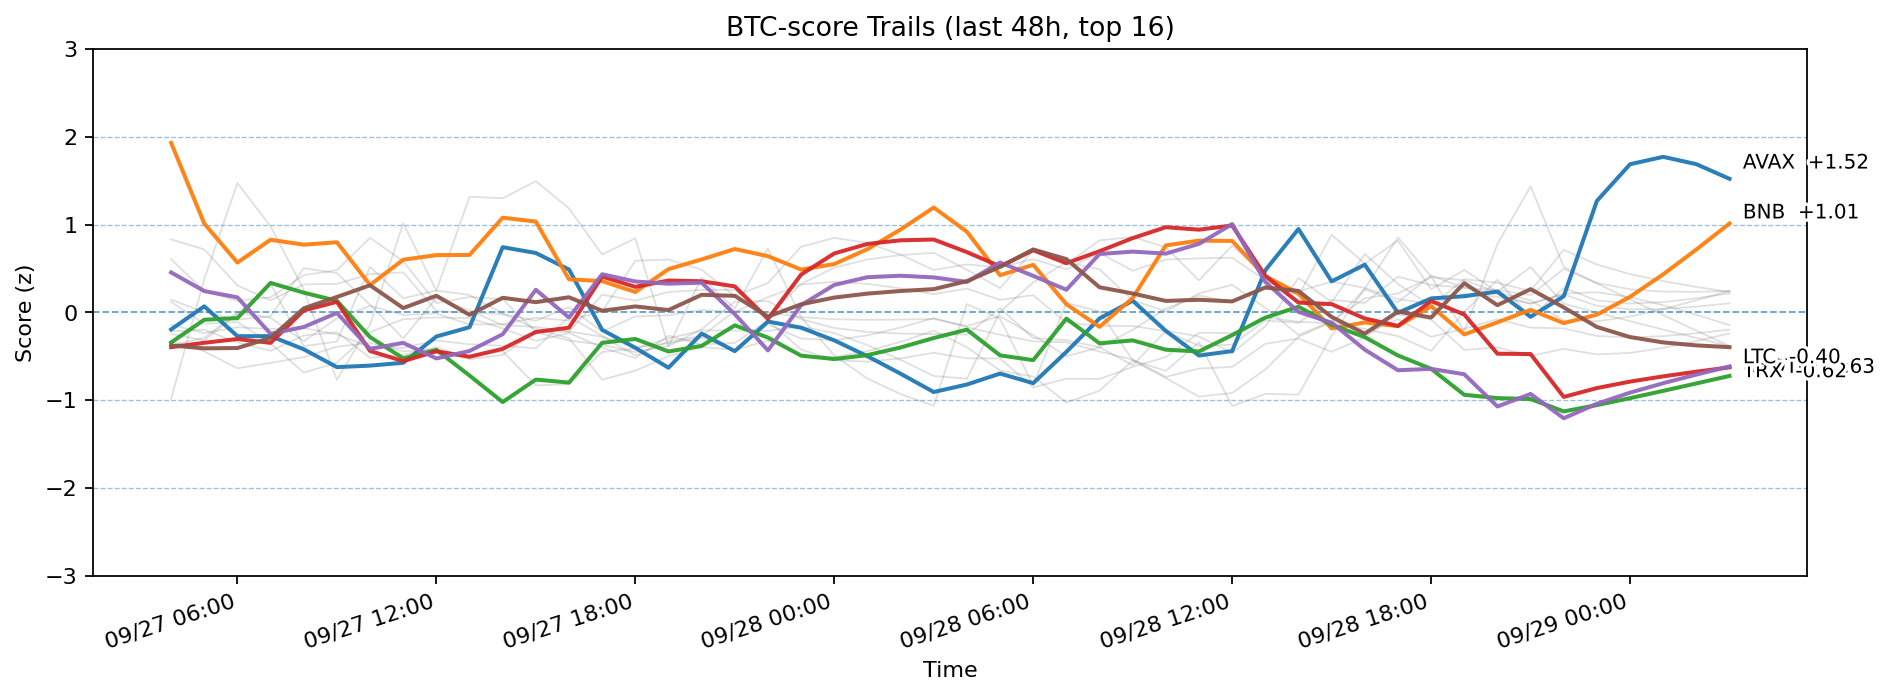 BTC-score Trails (last 48h, top 16)
3
2
1
0
−1
−2
−3
Score (z)
AVAX +1.52
BNB +1.01
LTC -0.40
TRX -0.62
09/27 06:00
09/27 12:00
09/27 18:00
09/28 00:00
09/28 06:00
09/28 12:00
09/28 18:00
09/29 00:00
Time